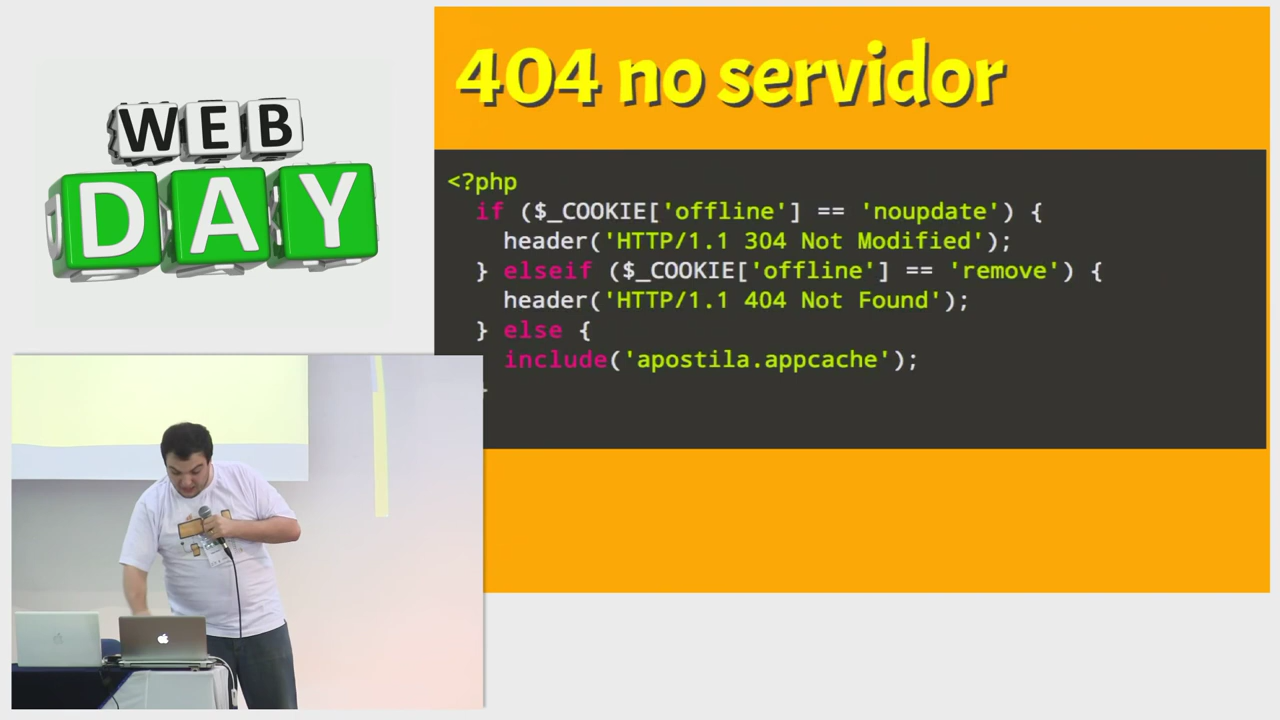 WEB
DAY
404 no servidor
<?php
if ($_COOKIE['offline'] == 'noupdate') {
header('HTTP/1.1 304 Not Modified');
} elseif ($_COOKIE['offline'] == 'remove') {
header('HTTP/1.1 404 Not Found');
} else {
include('apostila.appcache');
}